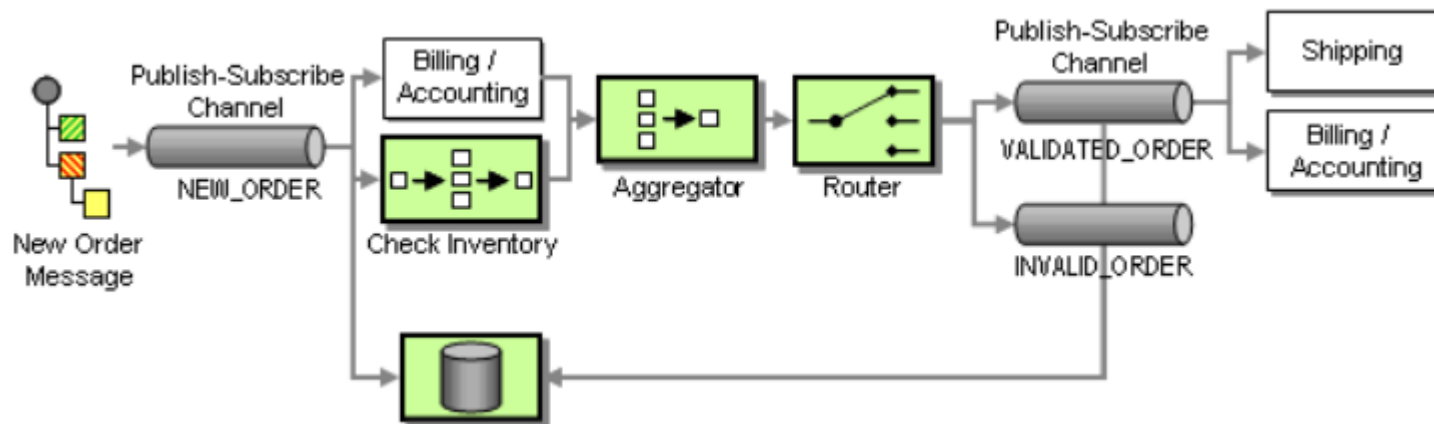 Publish-Subscribe
Channel
NEW_ORDER
New Order
Message
Billing /
Accounting
Check Inventory
Aggregator
Router
Publish-Subscribe
Channel
VALIDATED_ORDER
INVALID_ORDER
Shipping
Billing /
Accounting